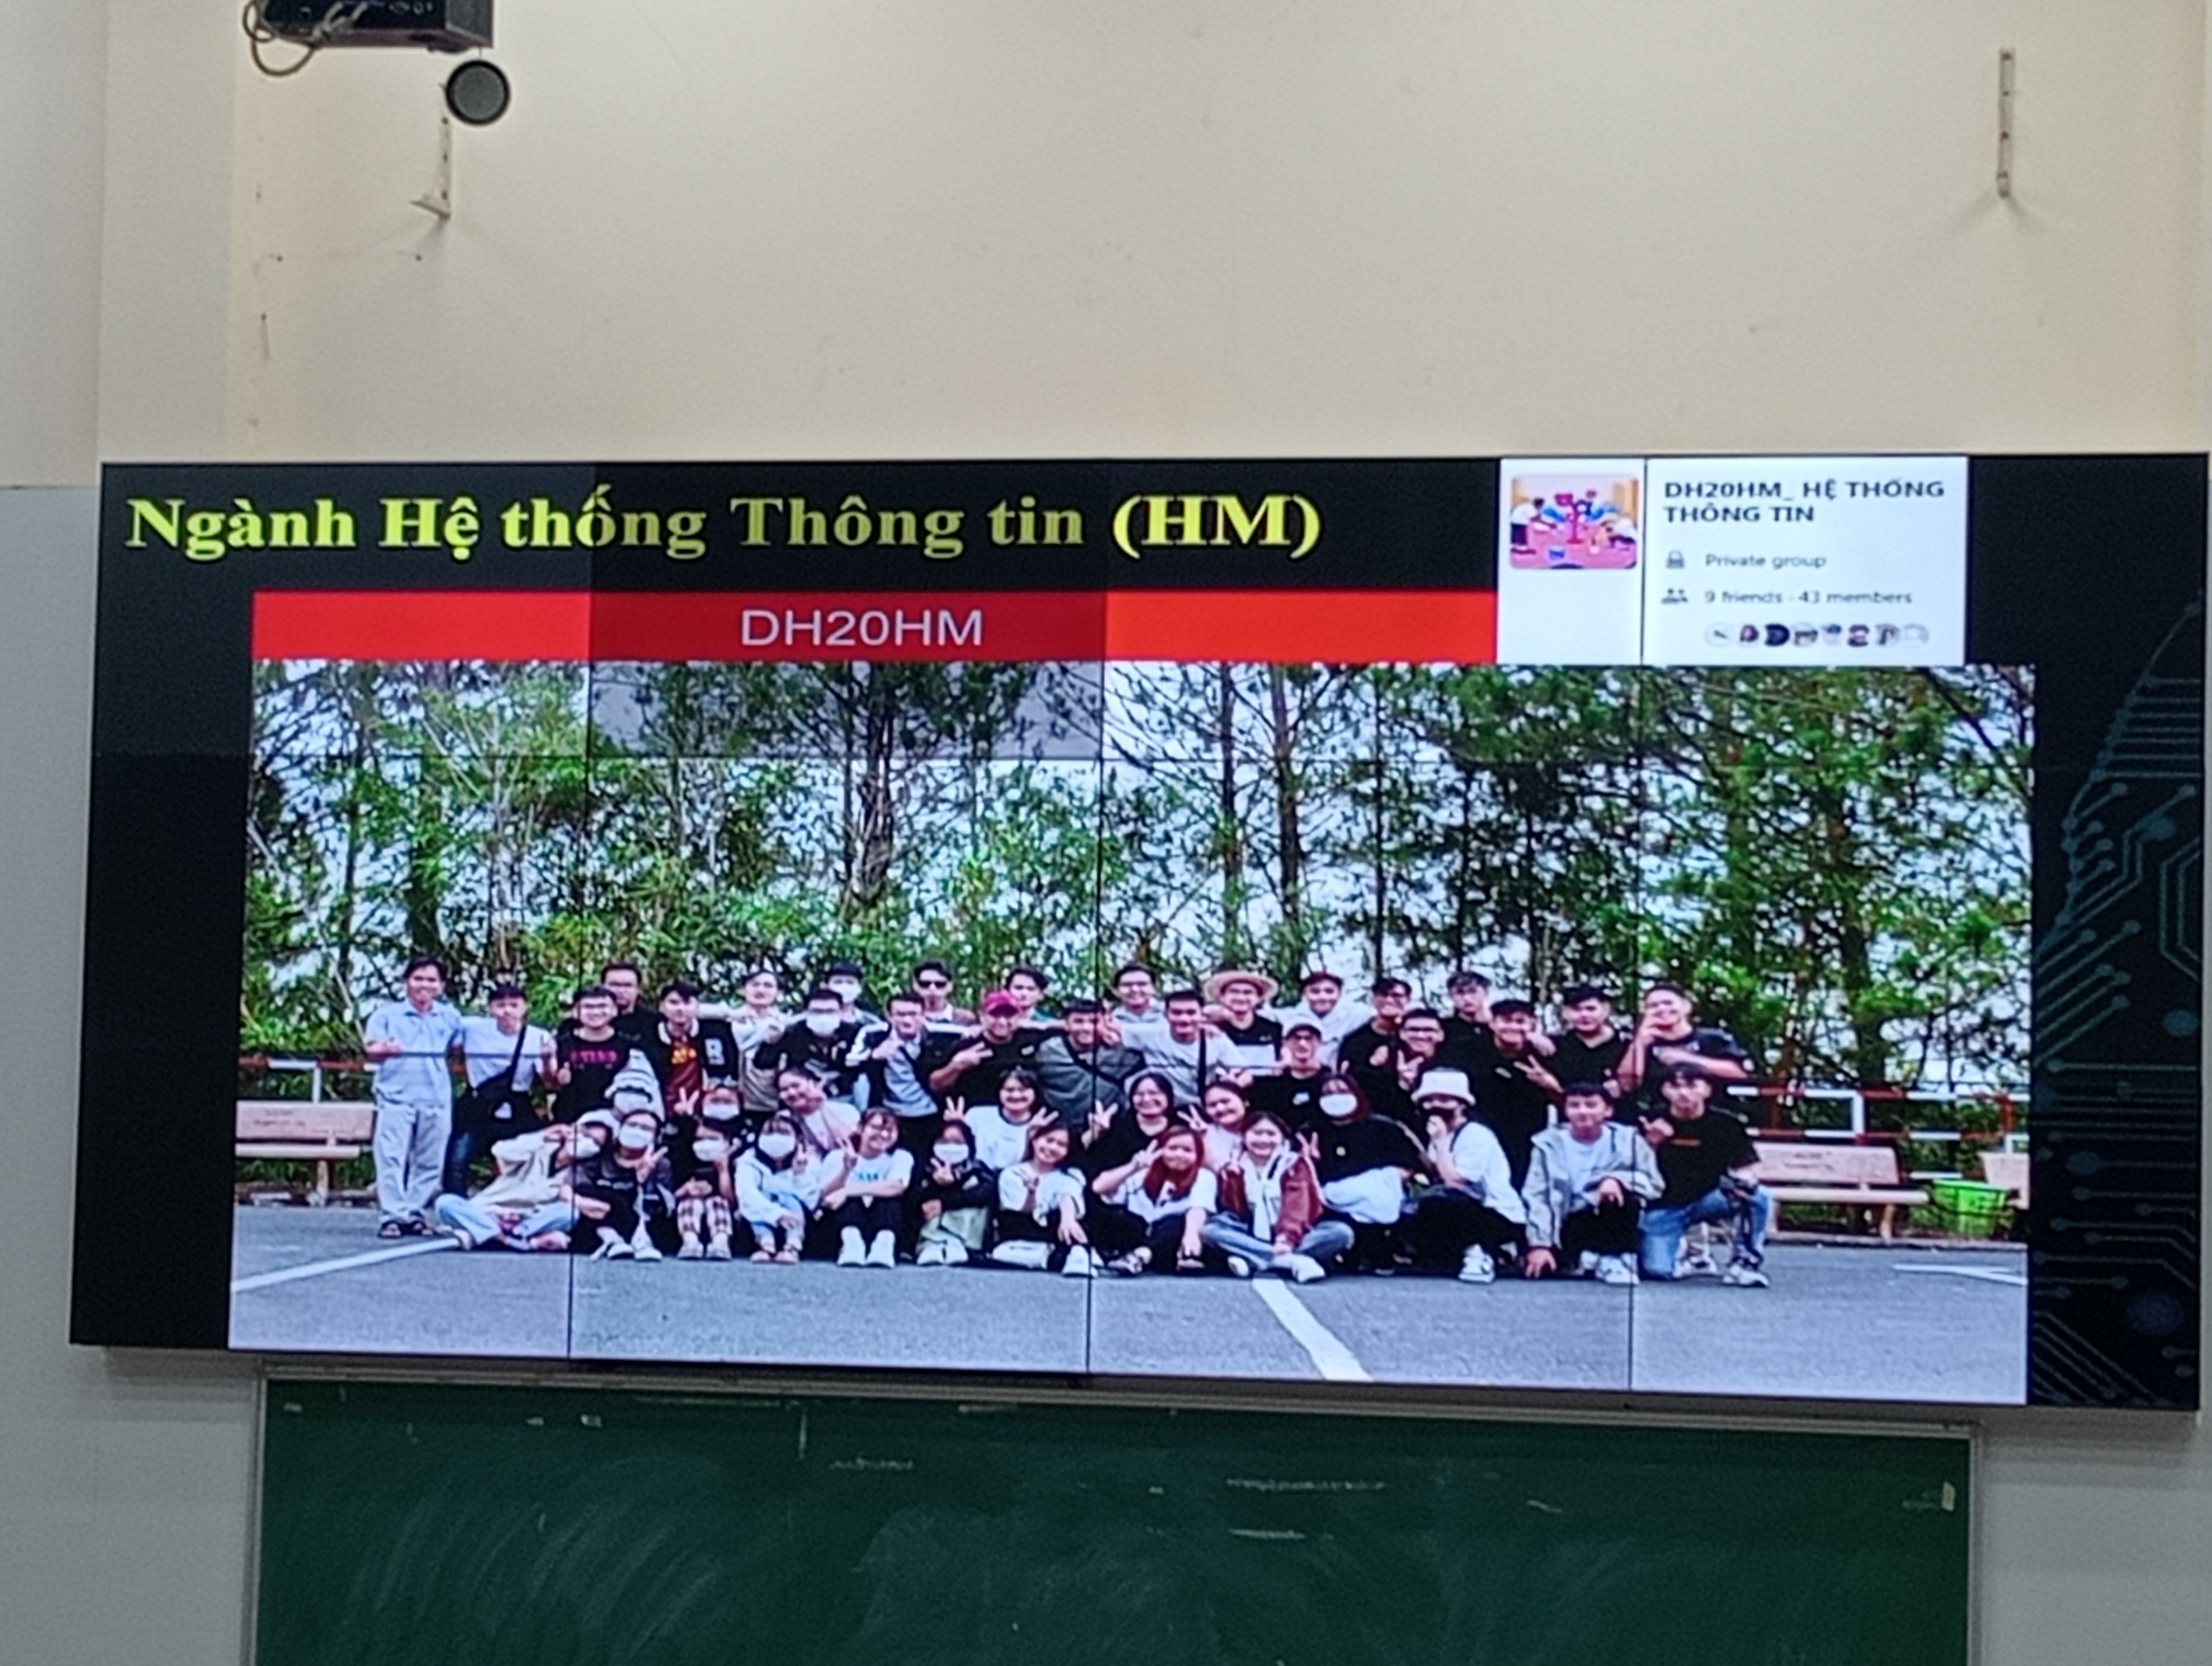 Ngành Hệ thống Thông tin (HM)
DH20HM
DH20HM_ HỆ THỐNG
THÔNG TIN
Private group
9 friends · 43 members